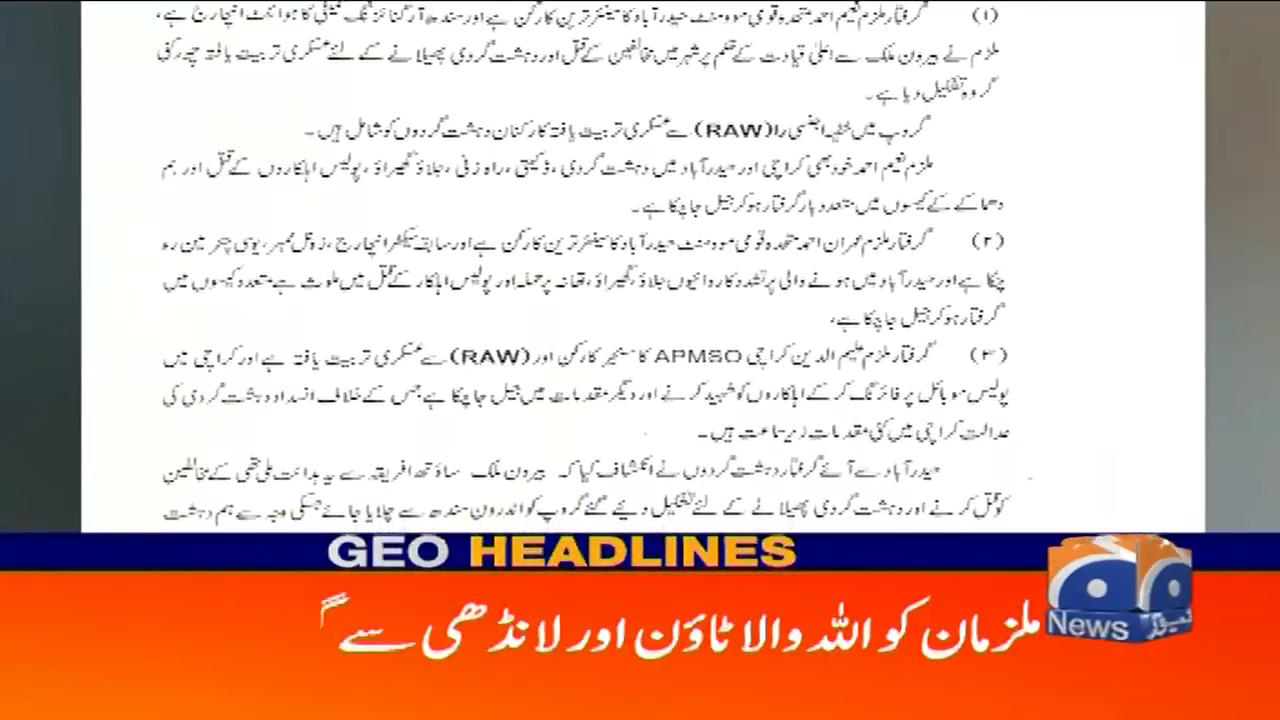 (۱) گرفتار ملزم نعیم احمد متحدہ قومی موومنٹ حیدرآباد کا سینئر ترین کارکن ہے اور سندھ آرگنائزنگ کمیٹی کا جوائنٹ انچارج ہے،
ملزم نے بیرون ملک سے اعلیٰ قیادت کے حکم پر شہر میں مخالفین کے قتل اور دہشت گردی پھیلانے کے لئے عسکری تربیت یافتہ چھ رکنی
گروہ تشکیل دیا ہے۔
گروپ میں خفیہ ایجنسی را (RAW) سے عسکری تربیت یافتہ کارکنان و دہشت گردوں کو شامل ہیں۔
ملزم نعیم احمد خود بھی کراچی اور حیدرآباد میں دہشت گردی، ڈکیتی، راہ زنی، جلاؤ گھیراؤ، پولیس اہلکاروں کے قتل اور بم
دھماکے کے کیسوں میں متعدد بار گرفتار ہو کر جیل جا چکا ہے۔
(۲) گرفتار ملزم عمران احمد متحدہ قومی موومنٹ حیدرآباد کا سینئر ترین کارکن ہے اور سابقہ سیکٹر انچارج، زونل ممبر، یوسی چیئر مین رہ
چکا ہے اور حیدرآباد میں ہونے والی پر تشدد کاروائیوں جلاؤ گھیراؤ، تھانہ پر حملہ اور پولیس اہلکار کے قتل میں ملوث ہے متعدد کیسوں میں
گرفتار ہو کر جیل جا چکا ہے،
(۳) گرفتار ملزم علیم الدین کراچی APMSO کا سینئر کارکن اور (RAW) سے عسکری تربیت یافتہ ہے اور کراچی میں
پولیس موبائل پر فائرنگ کر کے اہلکاروں کو شہید کرنے اور دیگر مقدمات میں جیل جا چکا ہے جس کے خلاف انسداد دہشت گردی کی
عدالت کراچی میں کئی مقدمات زیر سماعت ہیں۔
حیدرآباد سے آئے گرفتار دہشت گردوں نے انکشاف کیا کہ بیرون ملک ساؤتھ افریقہ سے یہ ہدائت ملی تھی کے مخالفین
کو قتل کرنے اور دہشت گردی پھیلانے کے لئے تشکیل دیے گئے گروپ کو اندرون سندھ سے چلایا جائے جسکی وجہ سے ہم دہشت
GEO HEADLINES
ملزمان کو اللہ والا ٹاؤن اور لانڈھی سے
News نیوز